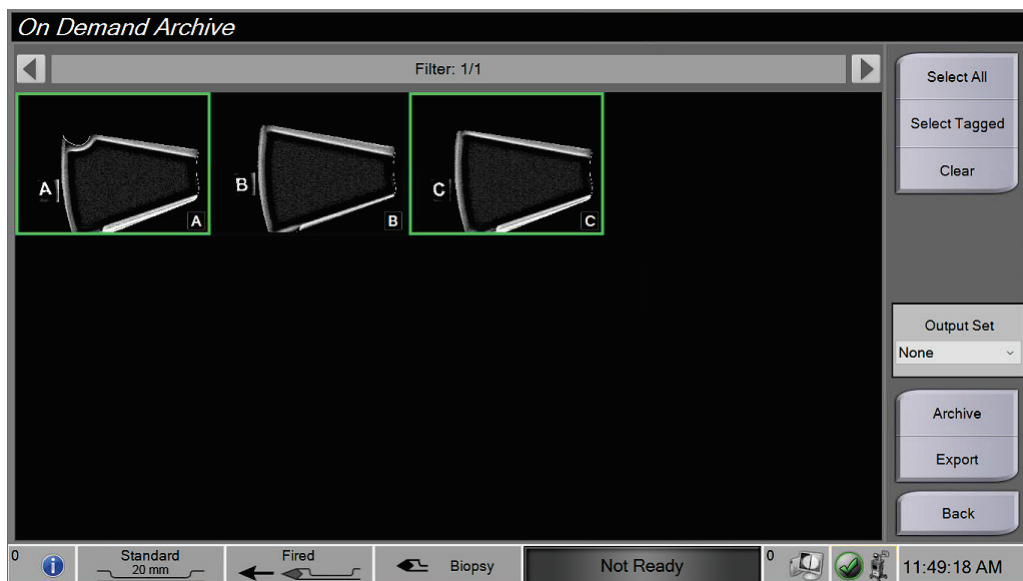 On Demand Archive
Filter: 1/1
Select All
Select Tagged
Clear
A
A
B
B
C
C
Output Set
None
Archive
Export
Back
0
Standard
20 mm
Fired
Biopsy
Not Ready
0
11:49:18 AM